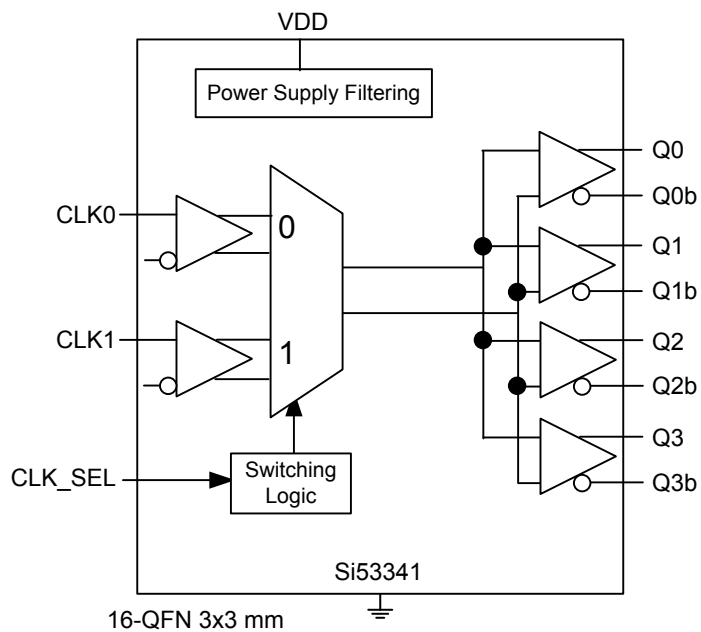 VDD
Power Supply Filtering
CLK0
0
CLK1
1
CLK_SEL
Switching
Logic
Q0
Q0b
Q1
Q1b
Q2
Q2b
Q3
Q3b
Si53341
16-QFN 3x3 mm